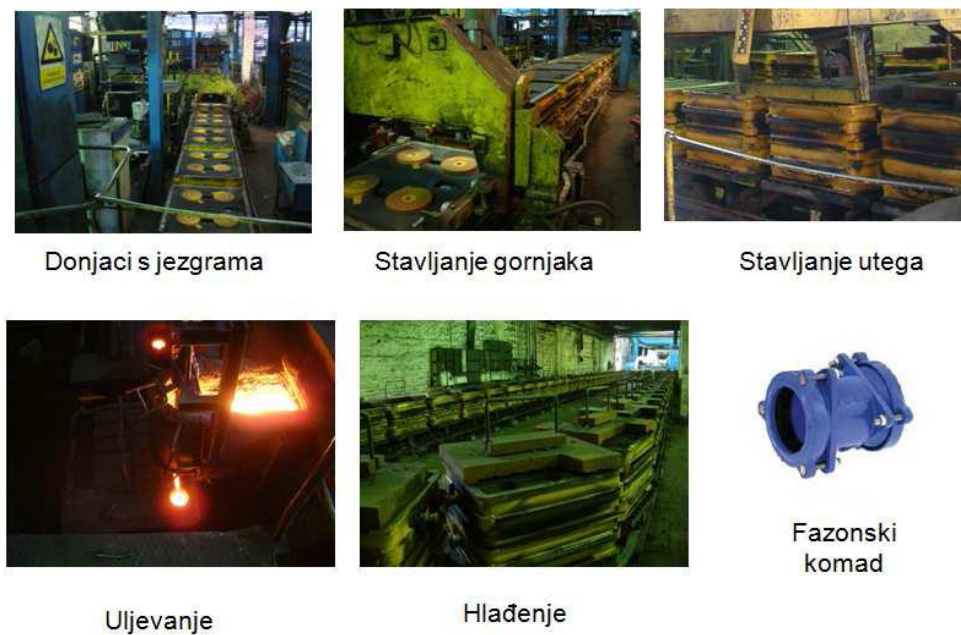 Donjaci s jezgrama
Stavljanje gornjaka
Stavljanje utega
Uljevanje
Hlađenje
Fazonski
komad